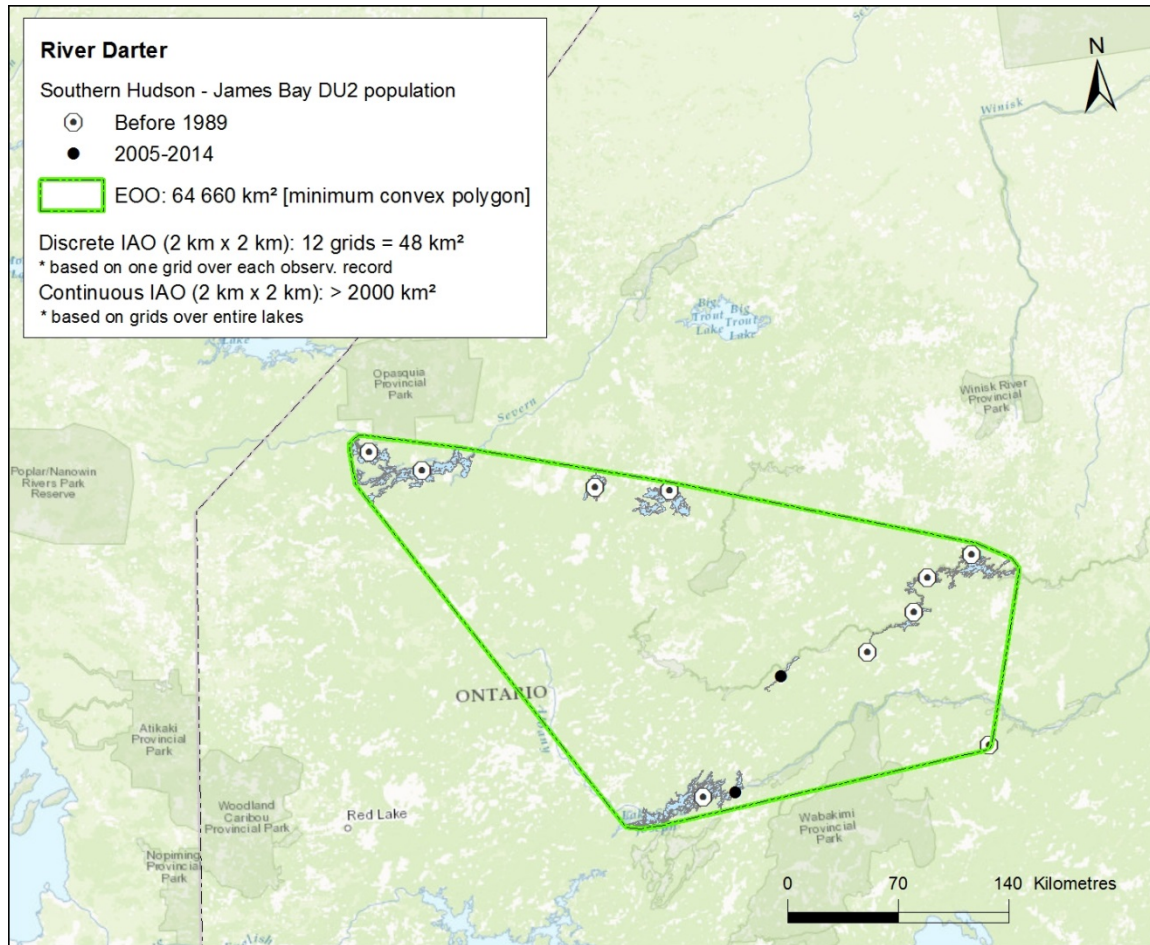 River Darter
Southern Hudson - James Bay DU2 population
Before 1989
2005-2014
EOO: 64 660 km² [minimum convex polygon]
Discrete IAO (2 km x 2 km): 12 grids = 48 km²
* based on one grid over each observ. record
Continuous IAO (2 km x 2 km): > 2000 km²
* based on grids over entire lakes
N
Winisk
Big
Trout
Lake
Big
Trout
Lake
Lake
Opasquia
Provincial
Park
Severn
Winisk River
Provincial
Park
Poplar/Nanowin
Rivers Park
Reserve
ONTARIO
Albany
Atikaki
Provincial
Park
Woodland
Caribou
Provincial Park
Red Lake
Nopiming
Provincial
Park
Wabakimi
Provincial
Park
0 70 140 Kilometres